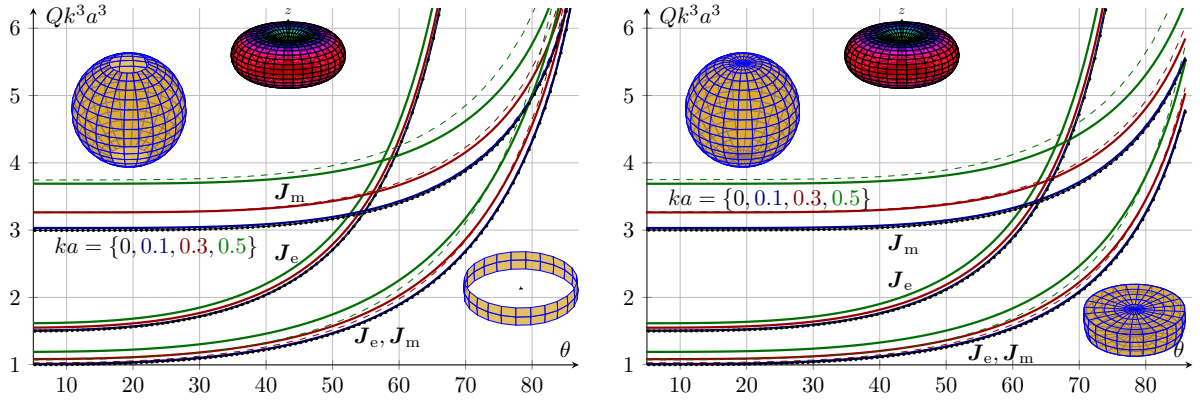 Qk³a³
z
6
5
4
3
2
1
J_m
ka = {0, 0.1, 0.3, 0.5}
J_e
J_e, J_m
θ
10 20 30 40 50 60 70 80
Qk³a³
z
6
5
4
3
2
1
ka = {0, 0.1, 0.3, 0.5}
J_m
J_e
J_e, J_m
θ
10 20 30 40 50 60 70 80